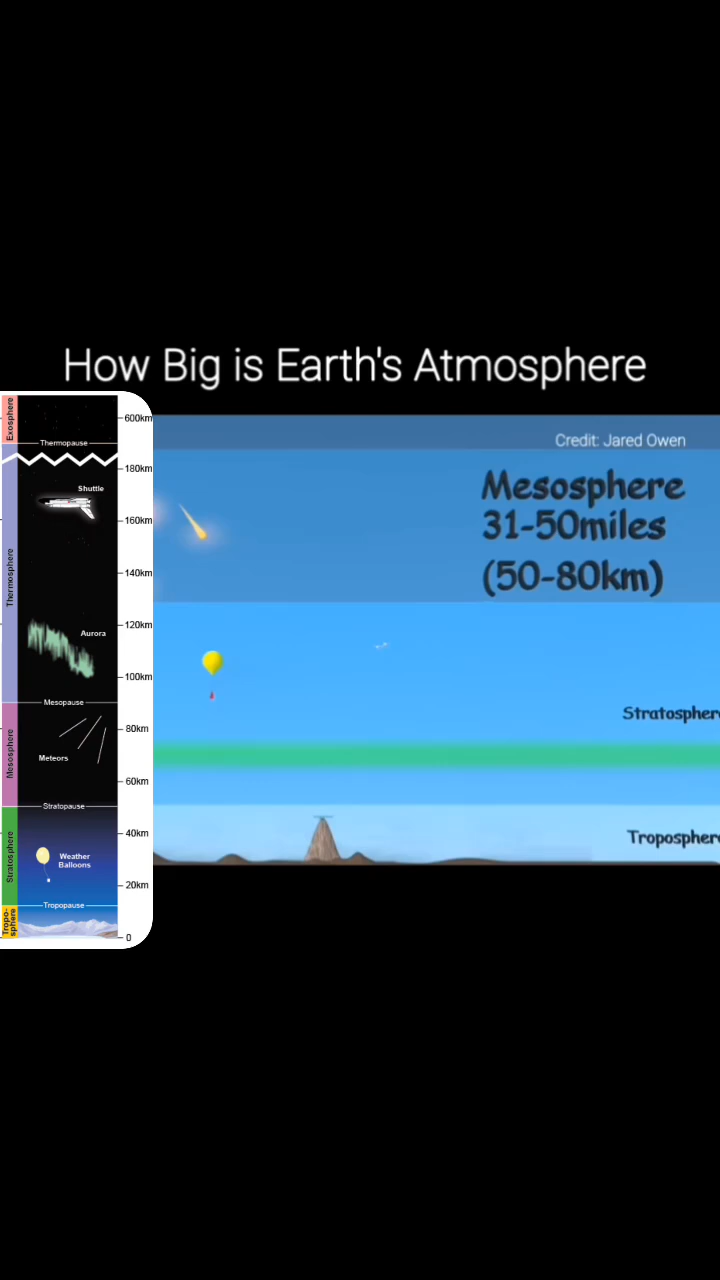 How Big is Earth's Atmosphere
Credit: Jared Owen
Mesosphere
31-50miles
(50-80km)
Stratospher
Troposphere
Exosphere
Thermosphere
Mesosphere
Stratosphere
Tropo-
sphere
Thermopause
Shuttle
Aurora
Mesopause
Meteors
Stratopause
Weather
Balloons
Tropopause
600km
180km
160km
140km
120km
100km
80km
60km
40km
20km
0